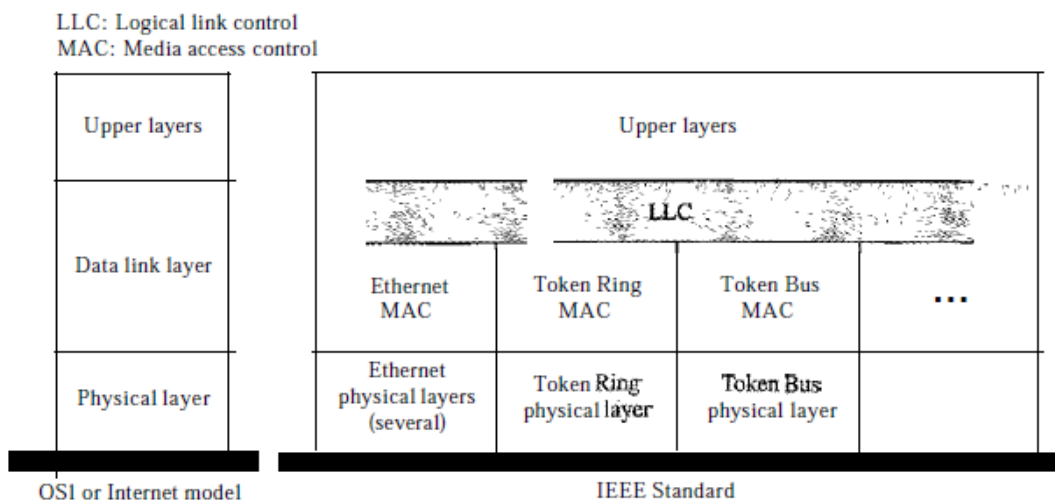 LLC: Logical link control
MAC: Media access control
Upper layers
Data link layer
Physical layer
OS1 or Internet model
Upper layers
LLC
Ethernet
MAC
Token Ring
MAC
Token Bus
MAC
...
Ethernet
physical layers
(several)
Token Ring
physical layer
Token Bus
physical layer
IEEE Standard